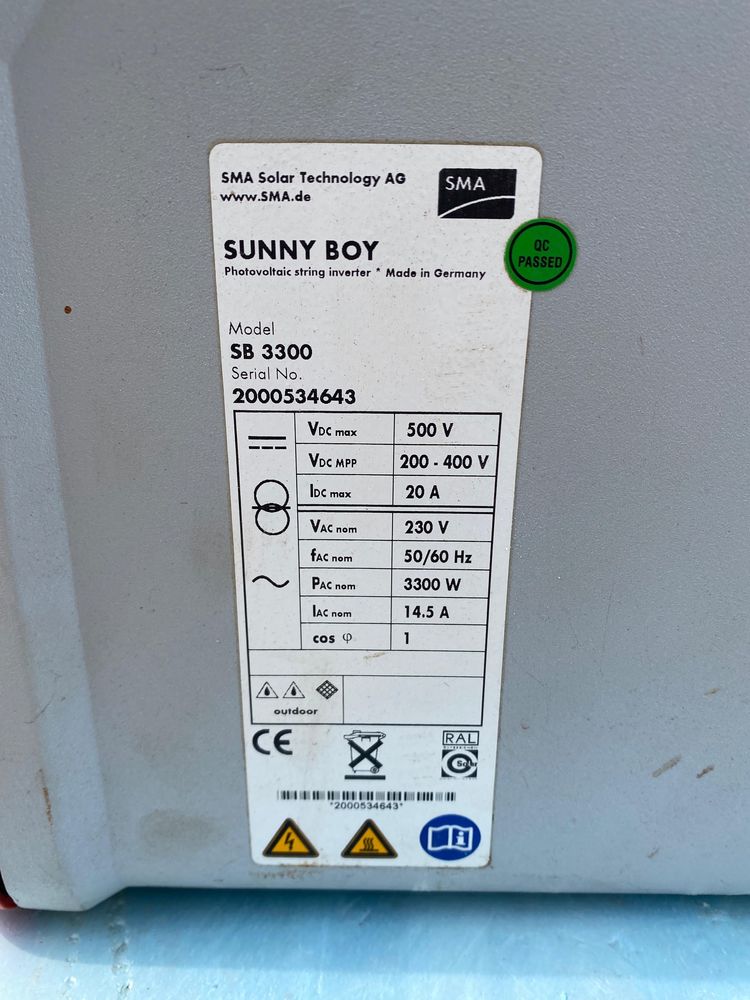 SMA Solar Technology AG
www.SMA.de
SMA
SUNNY BOY
Photovoltaic string inverter * Made in Germany
QC
PASSED
Model
SB 3300
Serial No.
2000534643
VDC max 500 V
VDC MPP 200 - 400 V
IDC max 20 A
VAC nom 230 V
fAC nom 50/60 Hz
PAC nom 3300 W
IAC nom 14.5 A
cos φ 1
outdoor
CE
RAL
Solar
*2000534643*
i